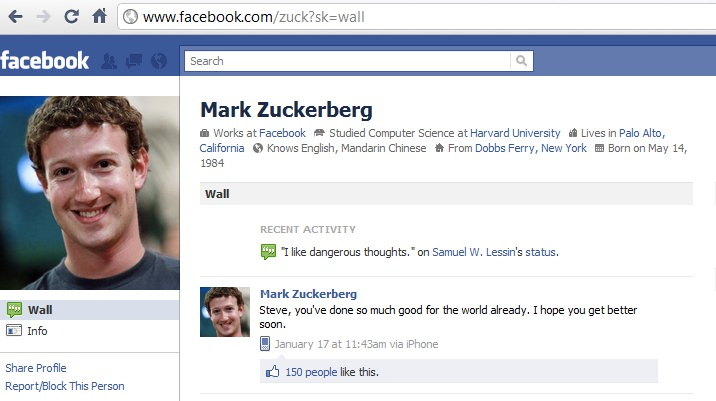 www.facebook.com/zuck?sk=wall
facebook
Search
Mark Zuckerberg
Works at Facebook Studied Computer Science at Harvard University Lives in Palo Alto,
California Knows English, Mandarin Chinese From Dobbs Ferry, New York Born on May 14,
1984
Wall
RECENT ACTIVITY
"I like dangerous thoughts." on Samuel W. Lessin's status.
Wall
Info
Share Profile
Report/Block This Person
Mark Zuckerberg
Steve, you've done so much good for the world already. I hope you get better
soon.
January 17 at 11:43am via iPhone
150 people like this.